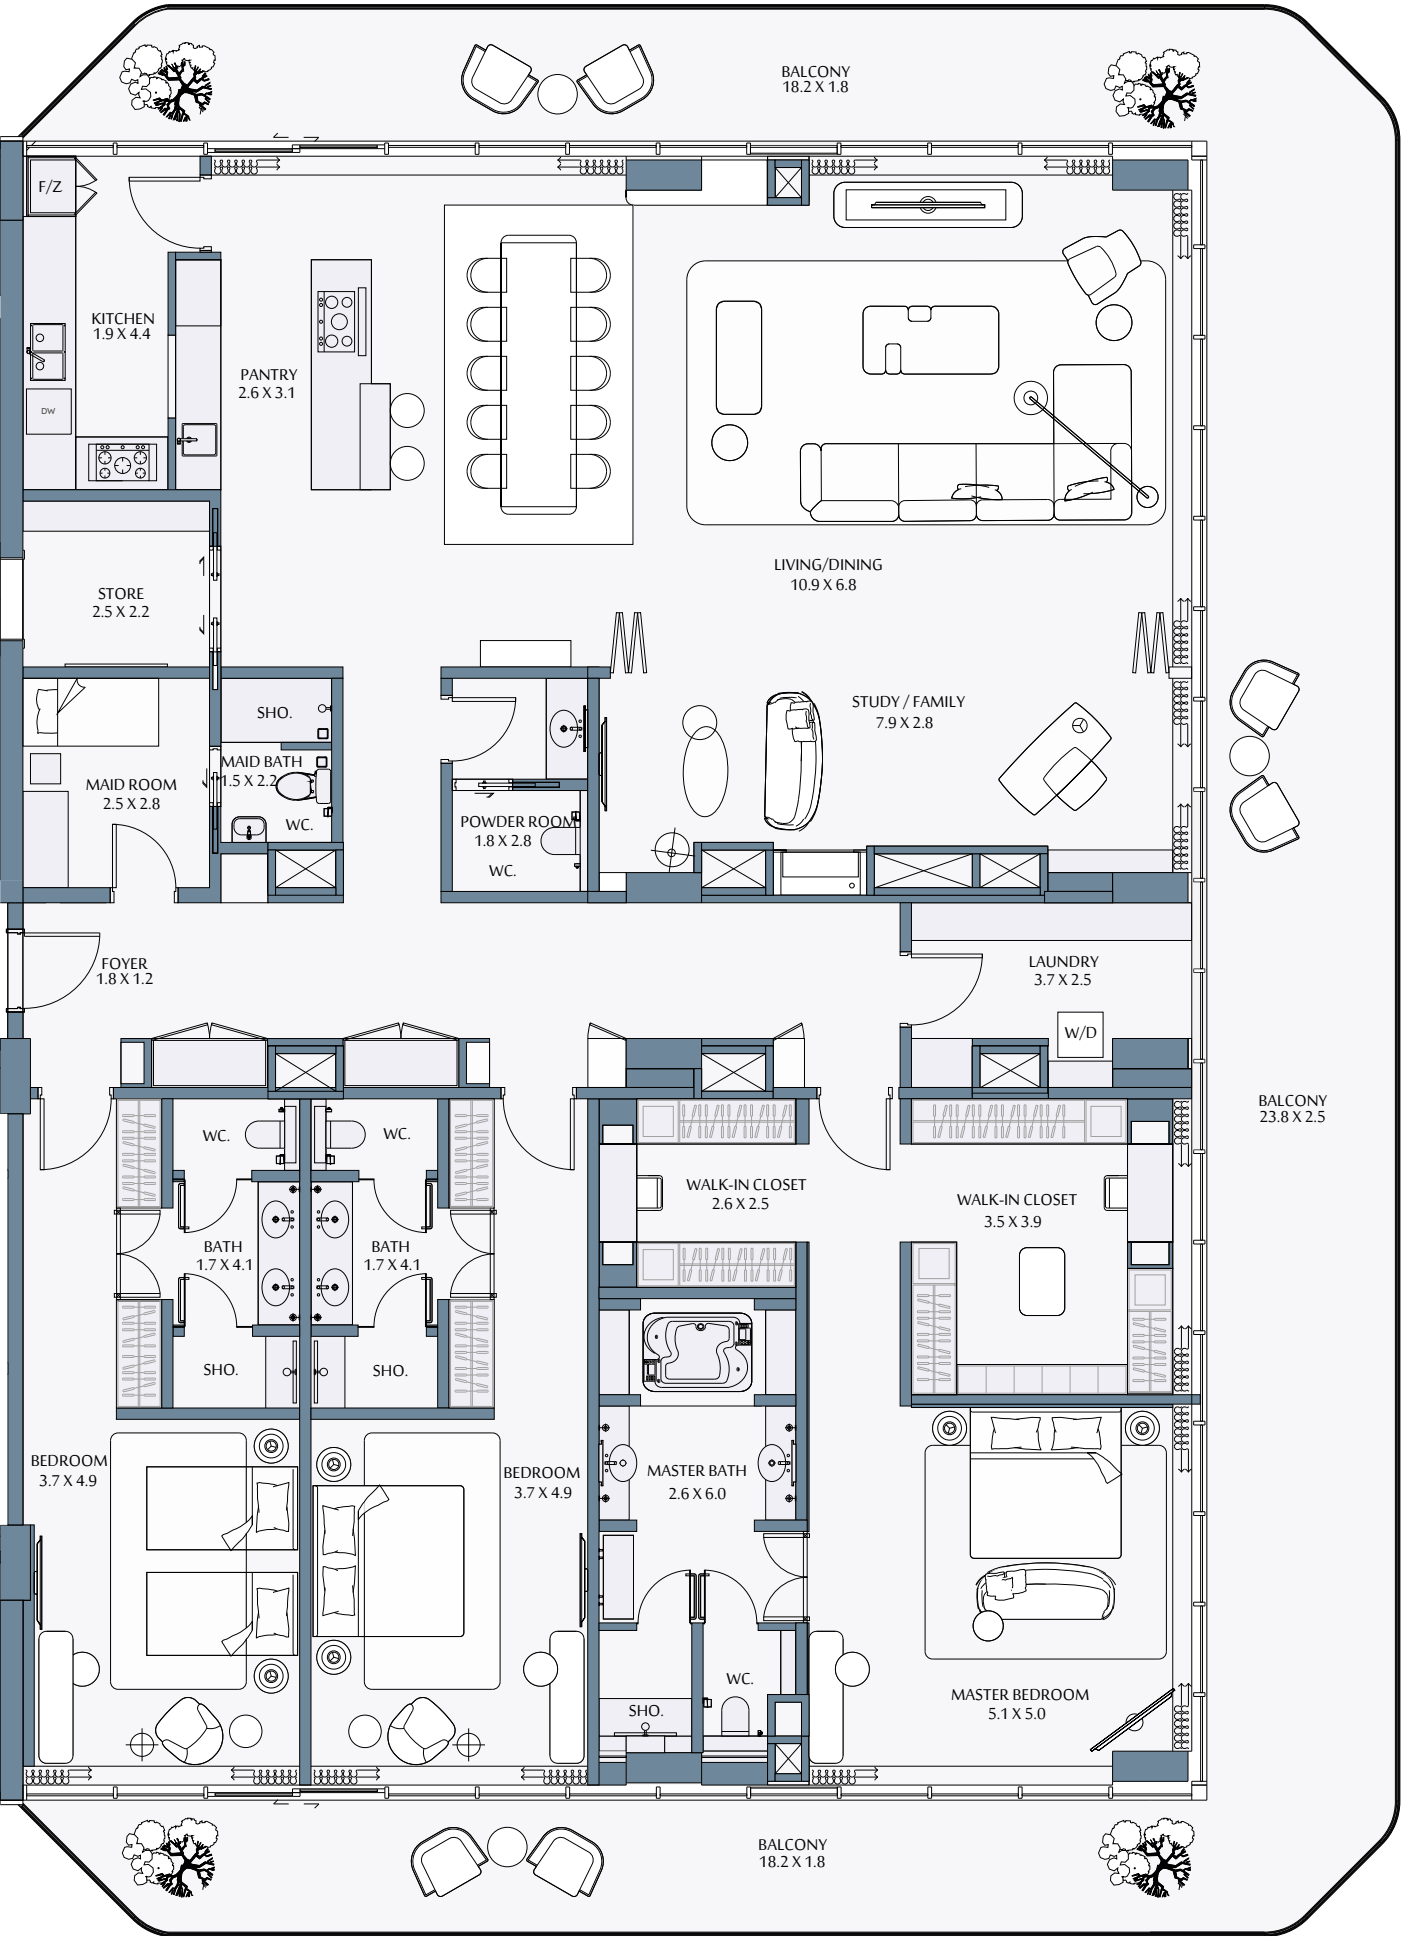 BALCONY
18.2 X 1.8
F/Z
KITCHEN
1.9 X 4.4
DW
PANTRY
2.6 X 3.1
LIVING/DINING
10.9 X 6.8
STORE
2.5 X 2.2
SHO.
STUDY / FAMILY
7.9 X 2.8
MAID BATH
1.5 X 2.2
MAID ROOM
2.5 X 2.8
WC.
POWDER ROOM
1.8 X 2.8
WC.
FOYER
1.8 X 1.2
LAUNDRY
3.7 X 2.5
W/D
BALCONY
23.8 X 2.5
WC.
WC.
WALK-IN CLOSET
2.6 X 2.5
WALK-IN CLOSET
3.5 X 3.9
BATH
1.7 X 4.1
BATH
1.7 X 4.1
SHO.
SHO.
BEDROOM
3.7 X 4.9
BEDROOM
3.7 X 4.9
MASTER BATH
2.6 X 6.0
WC.
SHO.
MASTER BEDROOM
5.1 X 5.0
BALCONY
18.2 X 1.8